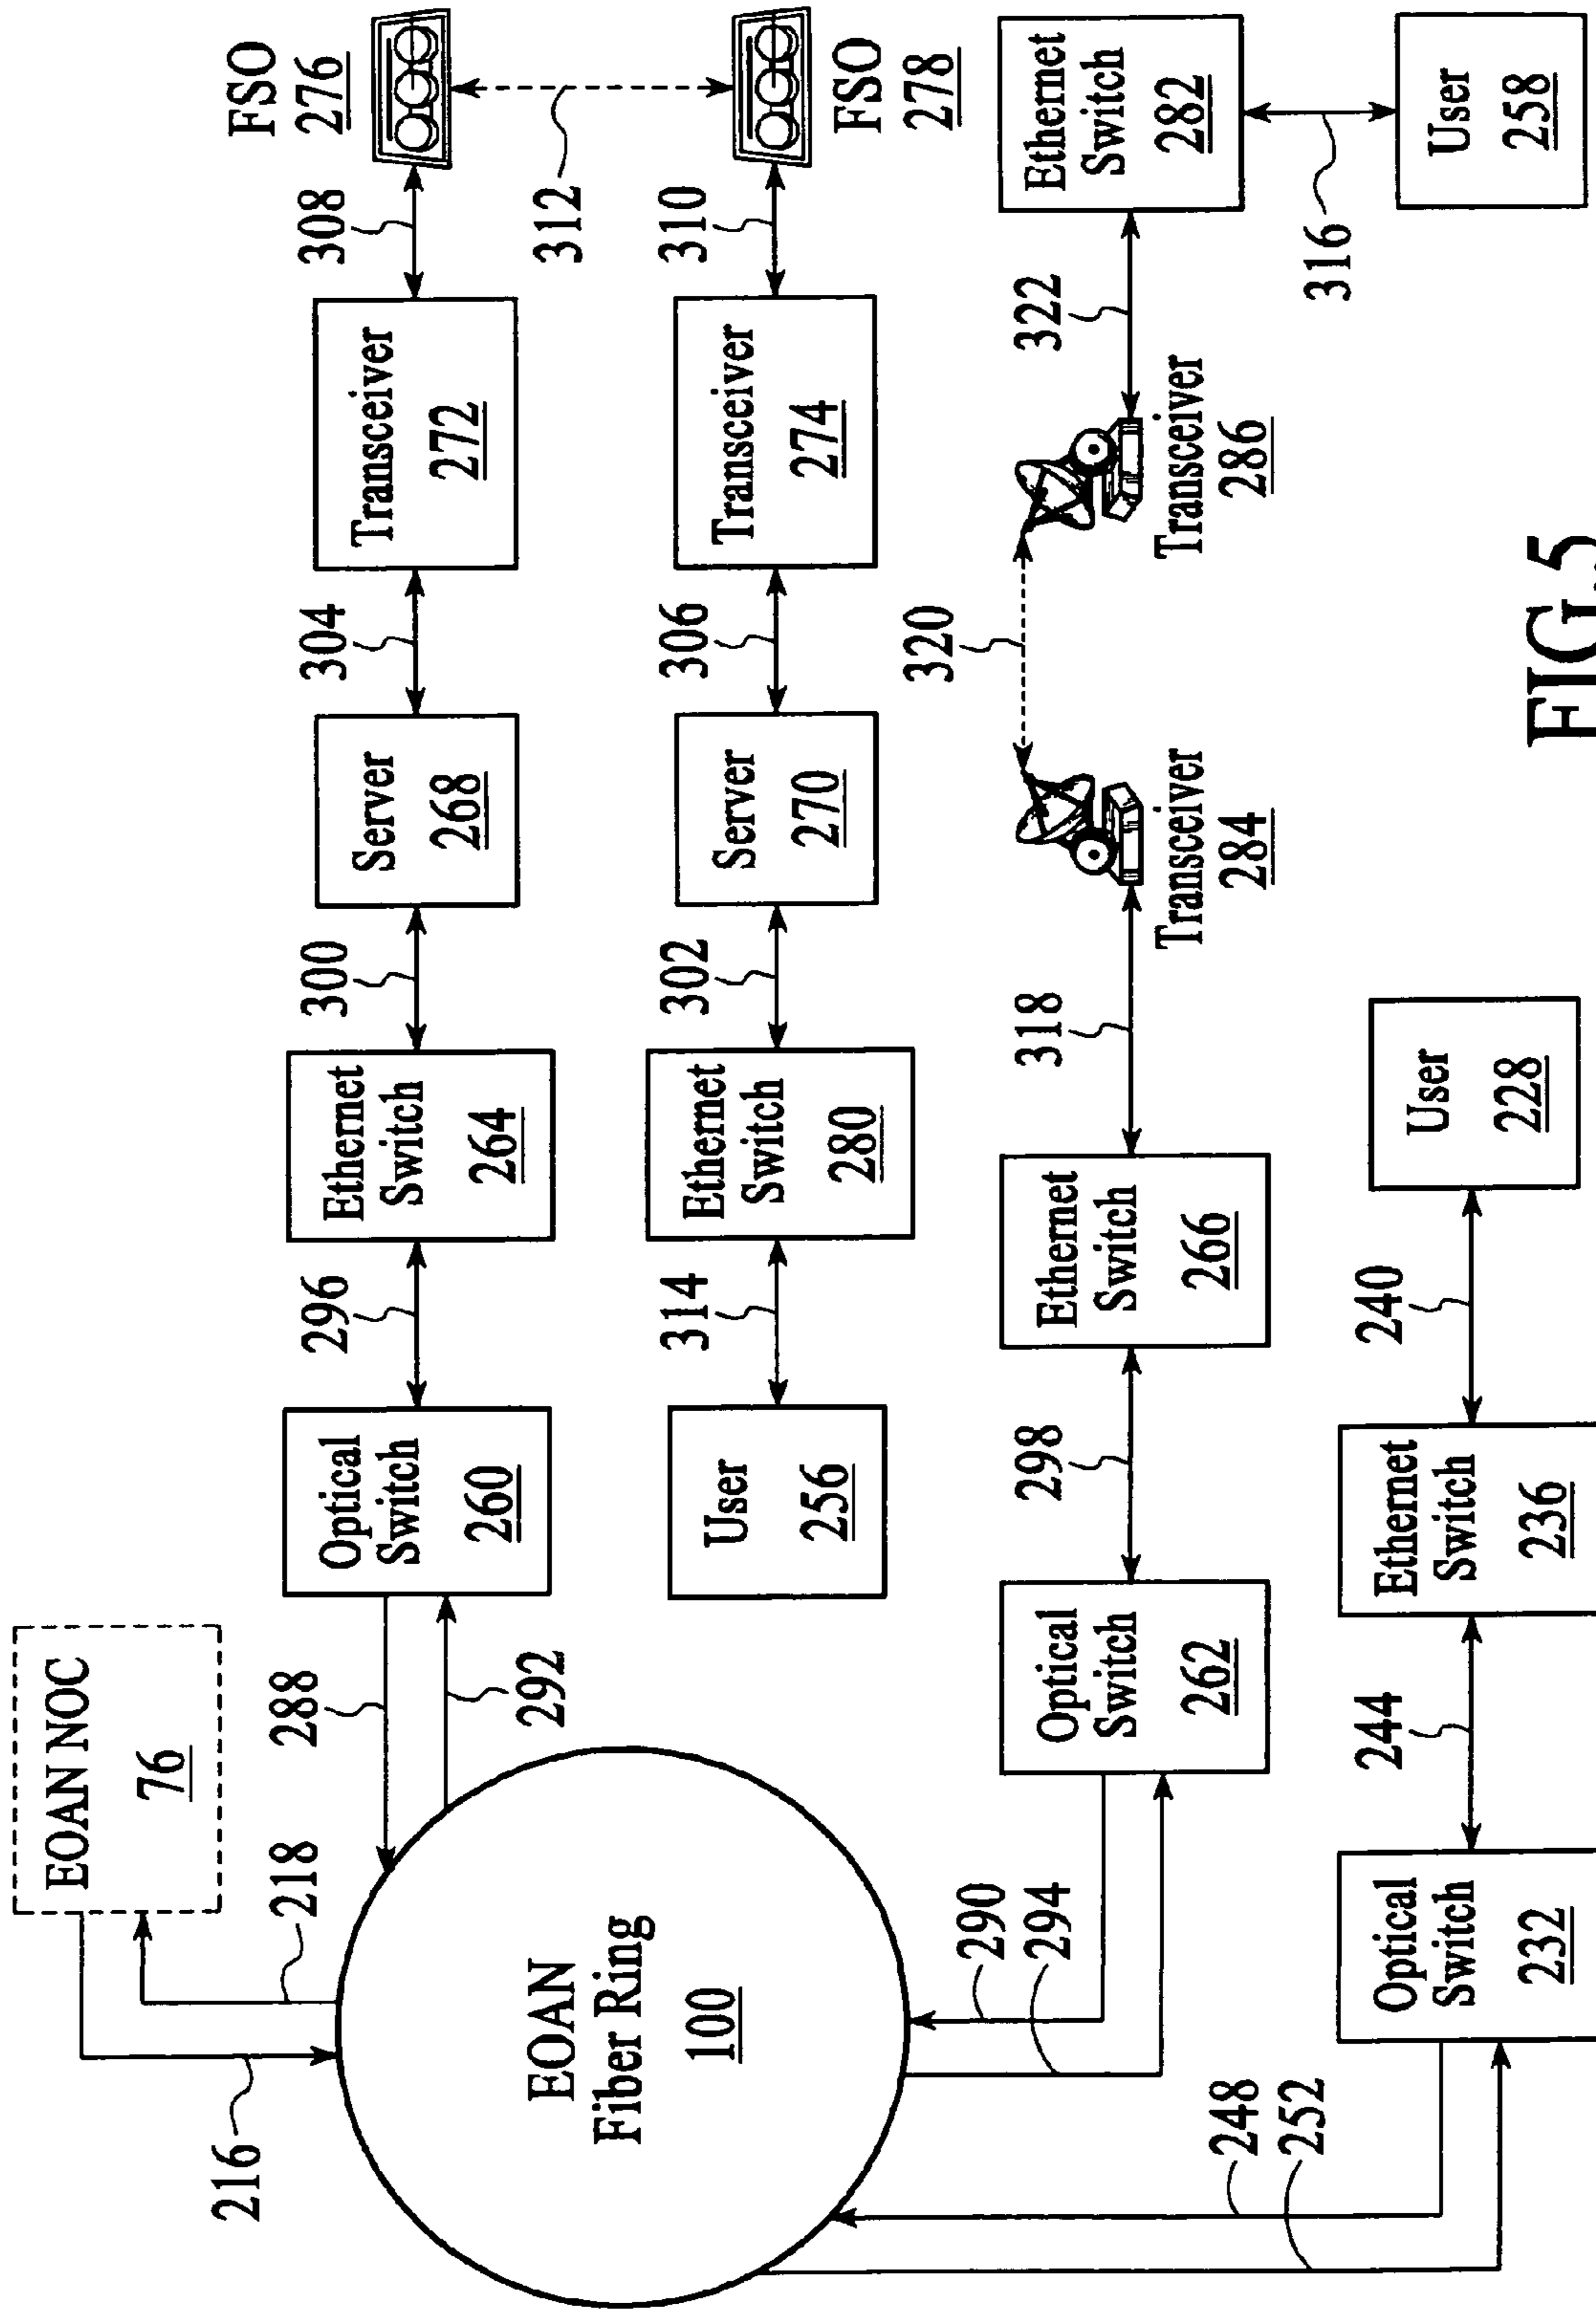 EOAN NOC
76
216
218
EOAN
Fiber Ring
100
288
292
Optical
Switch
260
296
Ethernet
Switch
264
300
Server
268
304
Transceiver
272
308
FSO
276
312
User
256
314
Ethernet
Switch
280
302
Server
270
306
Transceiver
274
310
FSO
278
290
294
Optical
Switch
262
298
Ethernet
Switch
266
318
Transceiver
284
320
Transceiver
286
322
Ethernet
Switch
282
316
User
258
248
252
Optical
Switch
232
244
Ethernet
Switch
236
240
User
228
FIG.5